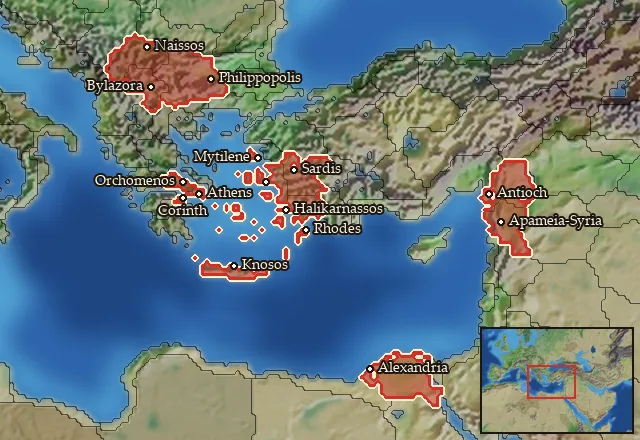 Naissos
Philippopolis
Bylazora
Mytilene
Sardis
Orchomenos
Athens
Antioch
Corinth
Halikarnassos
Apameia-Syria
Rhodes
Knosos
Alexandria